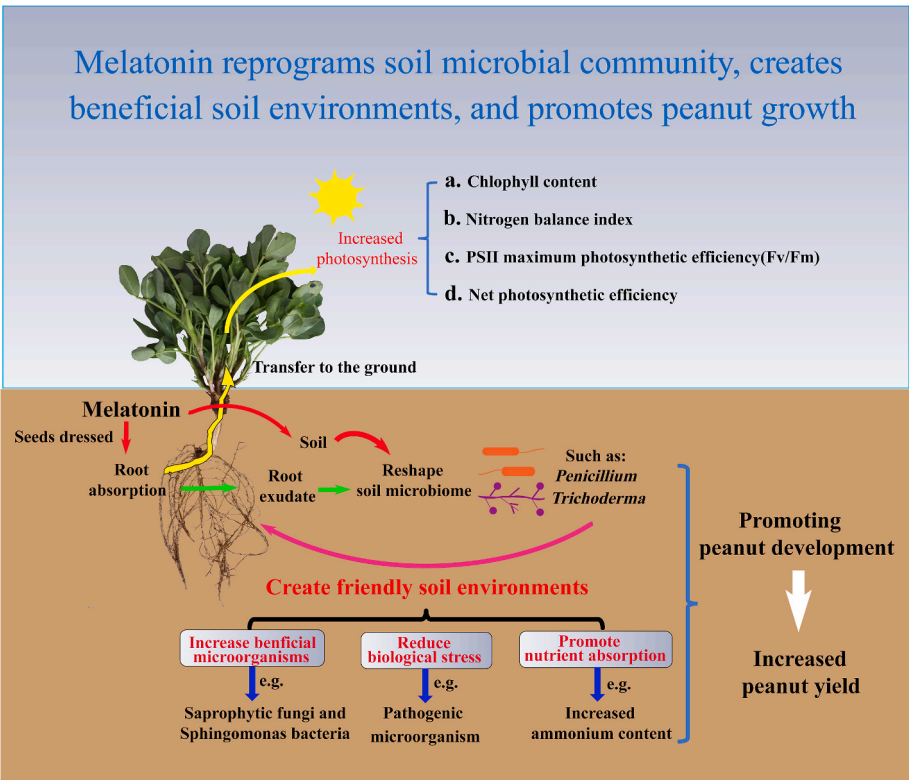 Melatonin reprograms soil microbial community, creates
beneficial soil environments, and promotes peanut growth
a. Chlophyll content
b. Nitrogen balance index
Increased
photosynthesis
c. PSII maximum photosynthetic efficiency(Fv/Fm)
d. Net photosynthetic efficiency
Transfer to the ground
Melatonin
Seeds dressed
Soil
Root
absorption
Root
exudate
Reshape
soil microbiome
Such as:
Penicillium
Trichoderma
Promoting
peanut development
Increased
peanut yield
Create friendly soil environments
Increase benficial
microorganisms
Reduce
biological stress
Promote
nutrient absorption
e.g.
e.g.
e.g.
Saprophytic fungi and
Sphingomonas bacteria
Pathogenic
microorganism
Increased
ammonium content